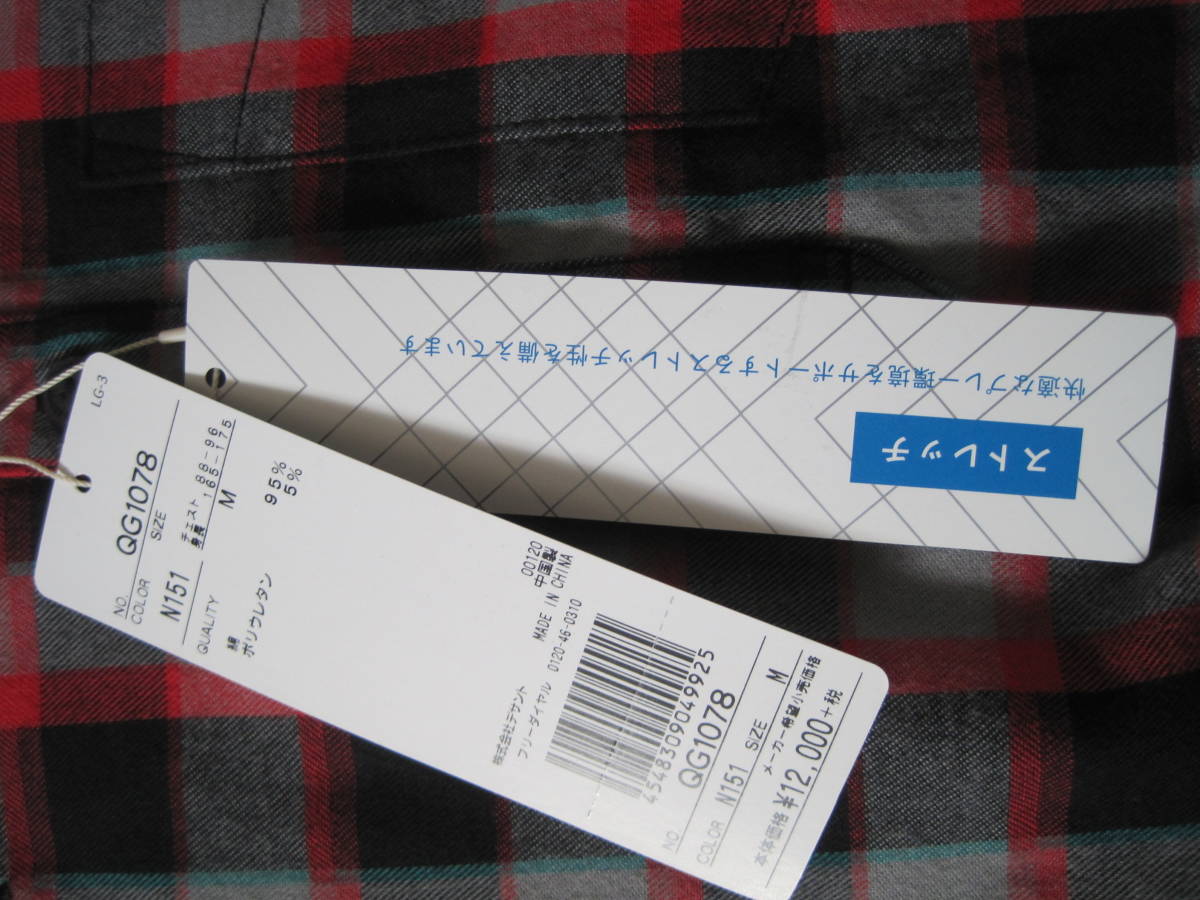 LG-3
NO. QG1078
COLOR SIZE
N151 チェスト 88-96
身長 165-175
M
QUALITY
綿 95%
ポリウレタン 5%
00120
中国製
MADE IN CHINA
株式会社デサント
フリーダイヤル 0120-46-0310
4548309049925
NO QG1078
COLOR N151 SIZE M
メーカー希望小売価格
本体価格 ¥12,000+税
ストレッチ
快適なプレー環境をサポートするストレッチ性を備えています